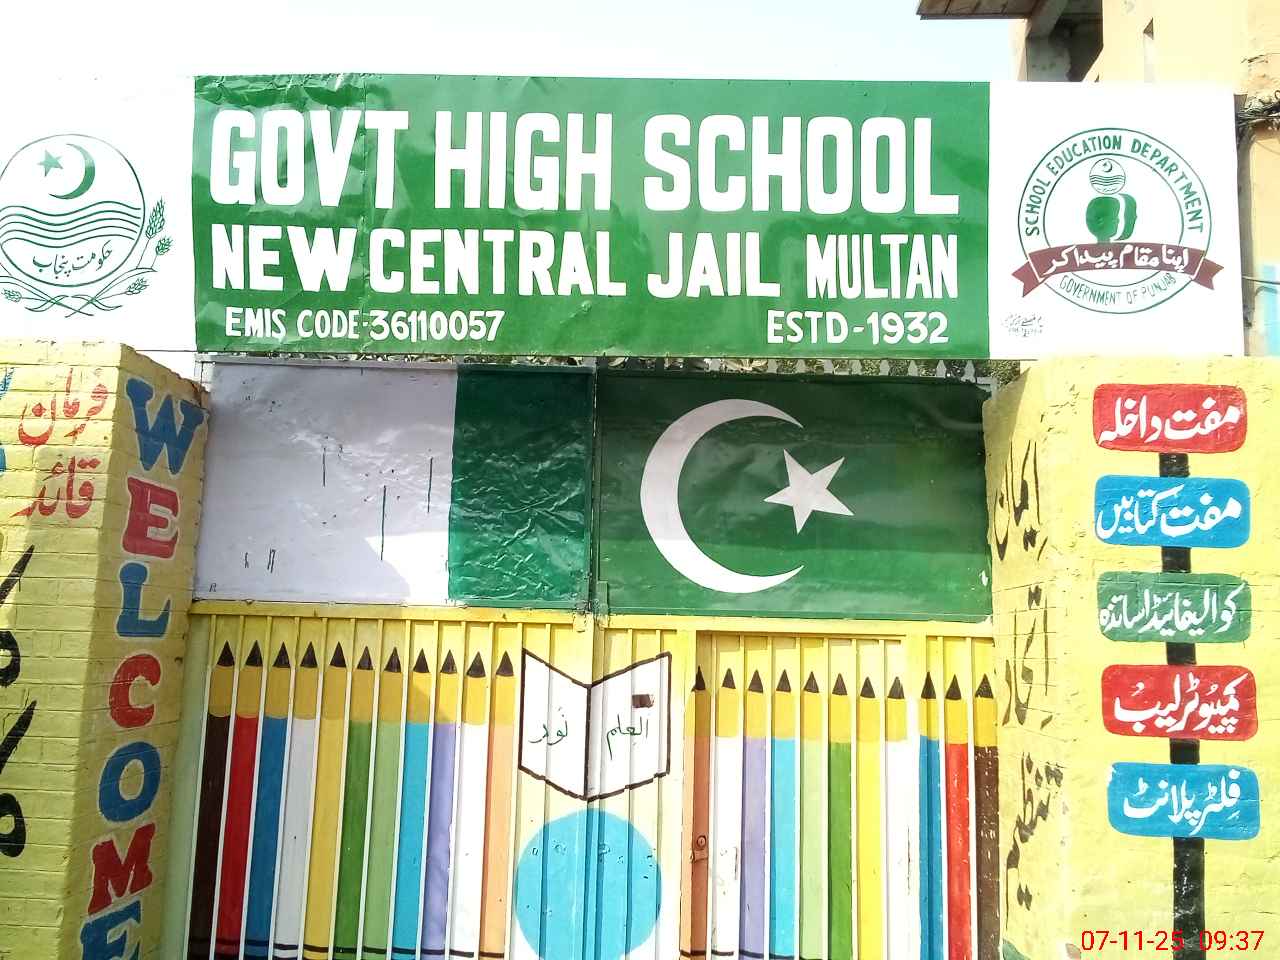 GOVT HIGH SCHOOL
NEW CENTRAL JAIL MULTAN
EMIS CODE-36110057 ESTD-1932
حکومت پنجاب
SCHOOL EDUCATION DEPARTMENT
اپنا مقام پیدا کر
GOVERNMENT OF PUNJAB
فرمان
قائد
WELCOME
العلم
نور
ایمان
اتحاد
تنظیم
مفت داخلہ
مفت کتابیں
کوالیفائیڈ اساتذہ
کمپیوٹر لیب
فلٹر پلانٹ
07-11-25 09:37